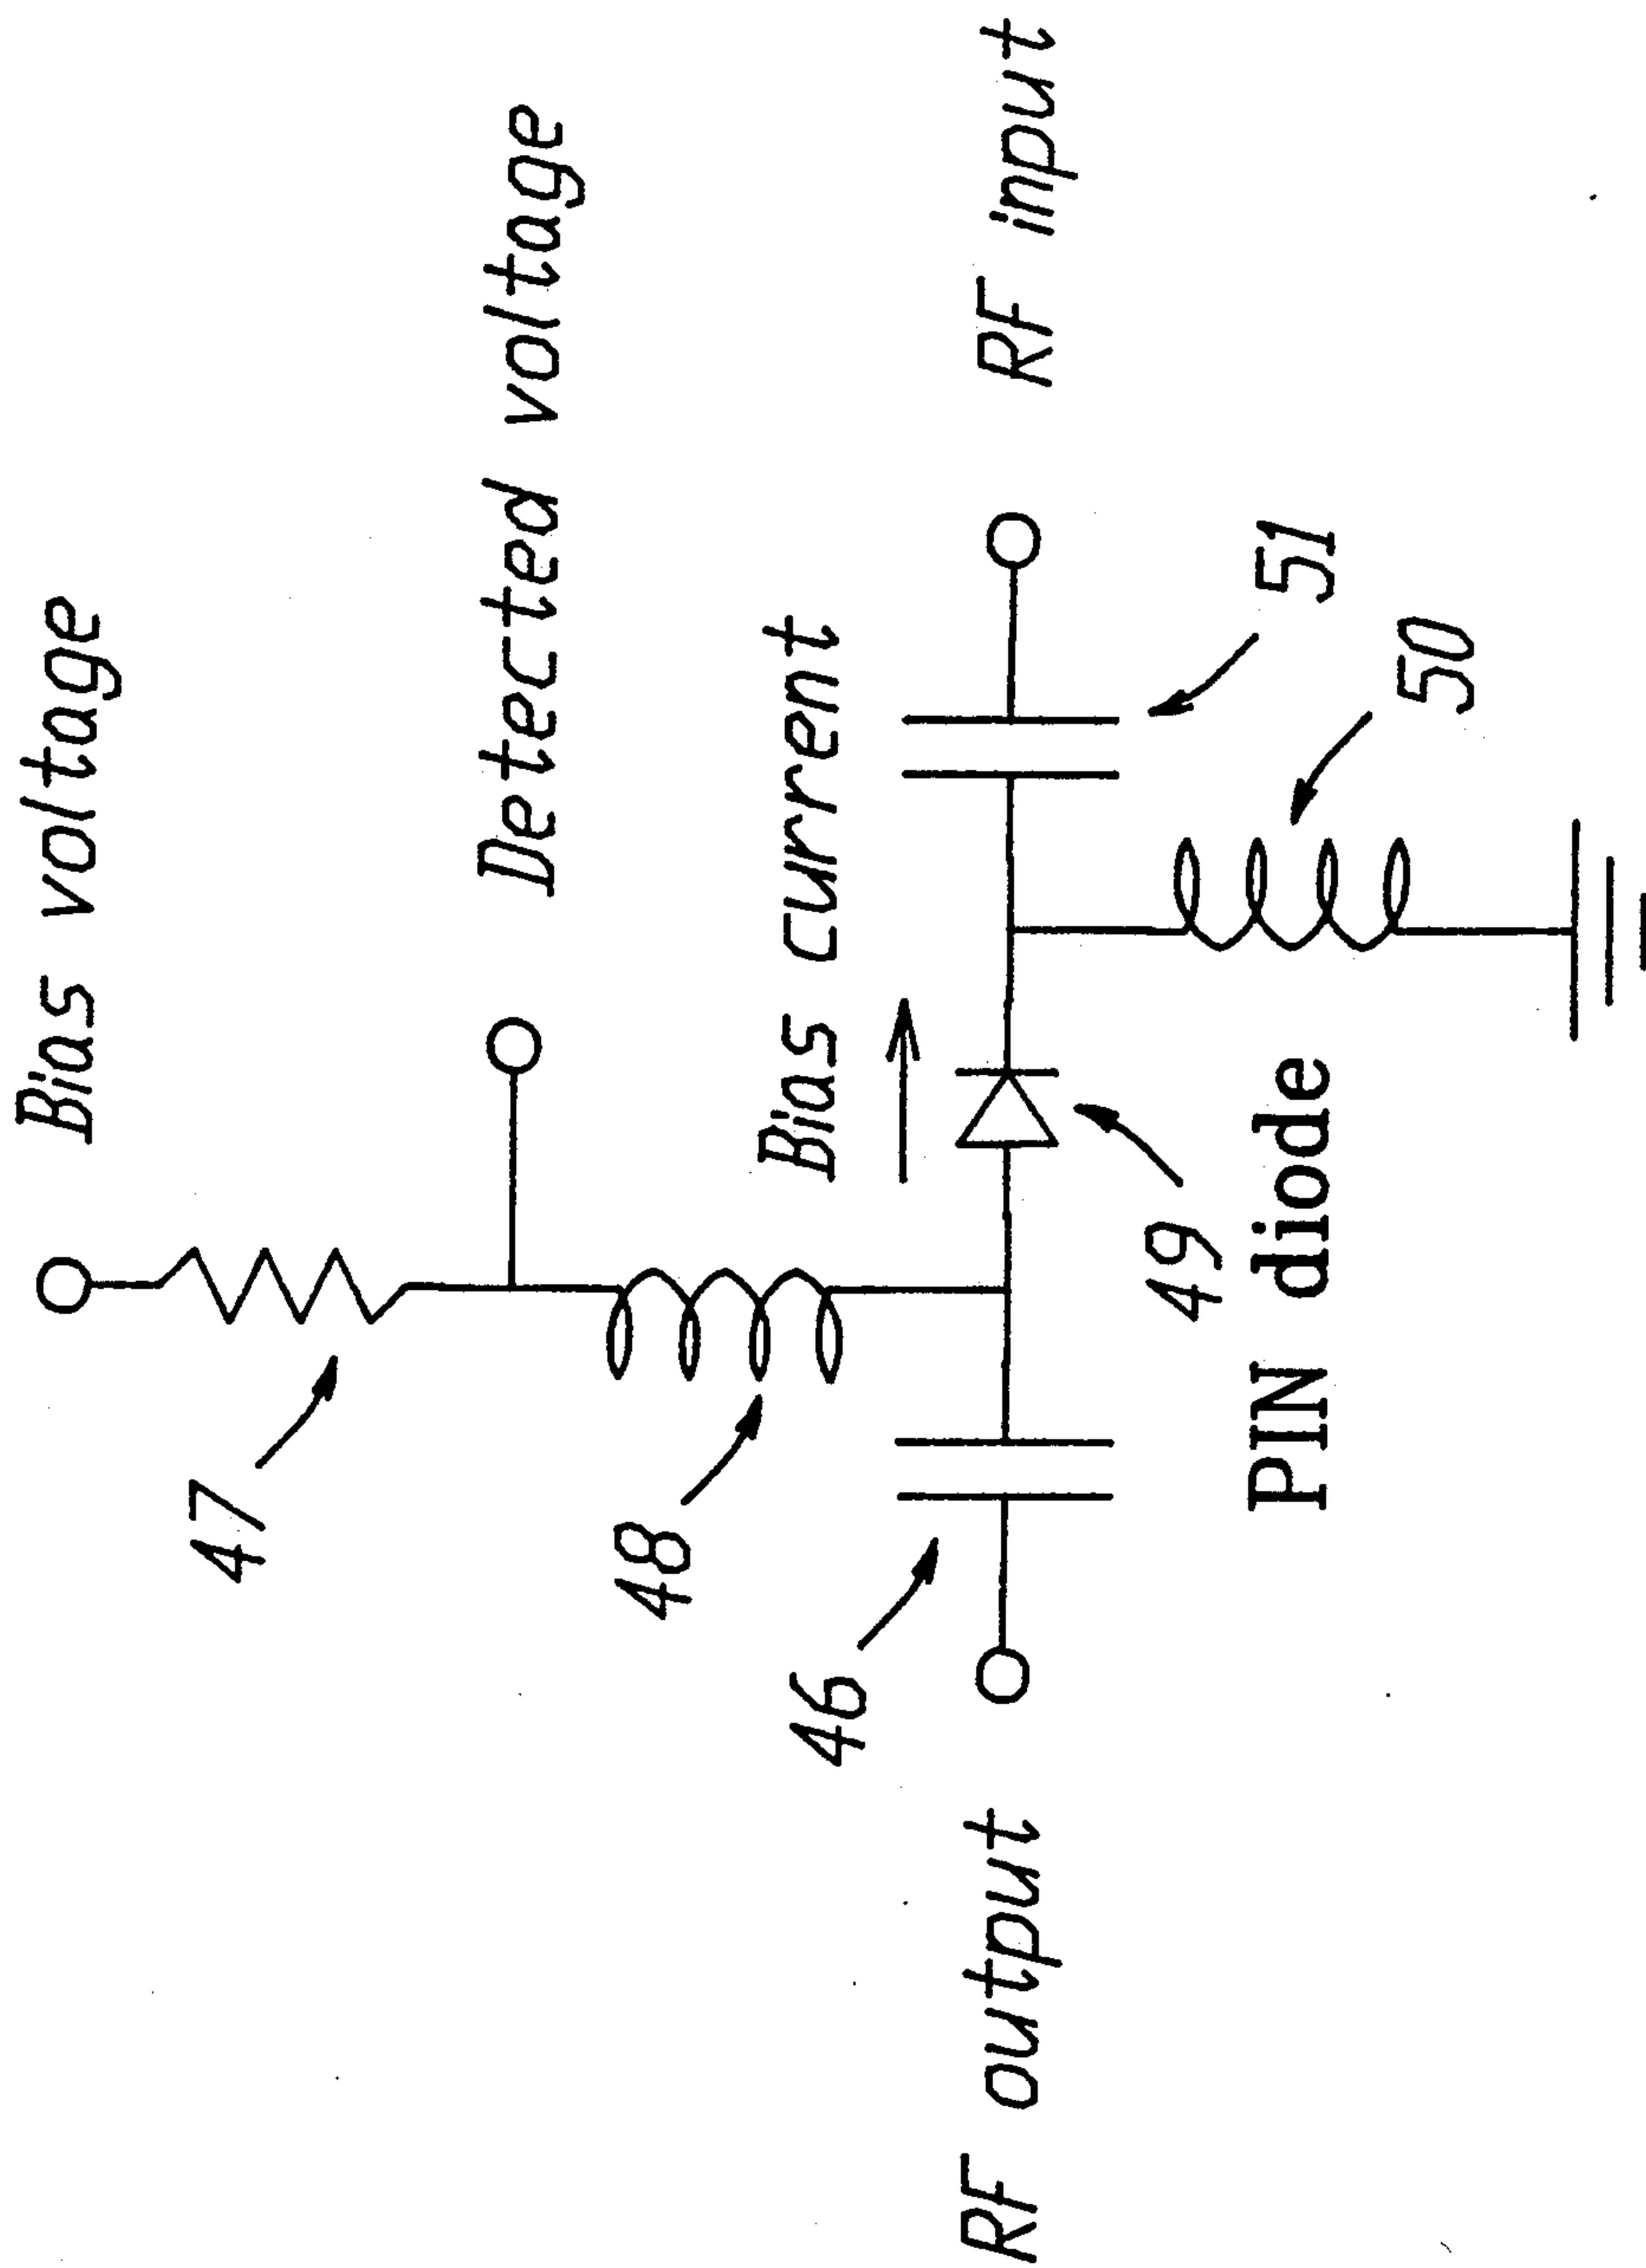 Bias voltage
47
Detected voltage
48
Bias current
46
RF output
RF input
49
51
PIN diode
50